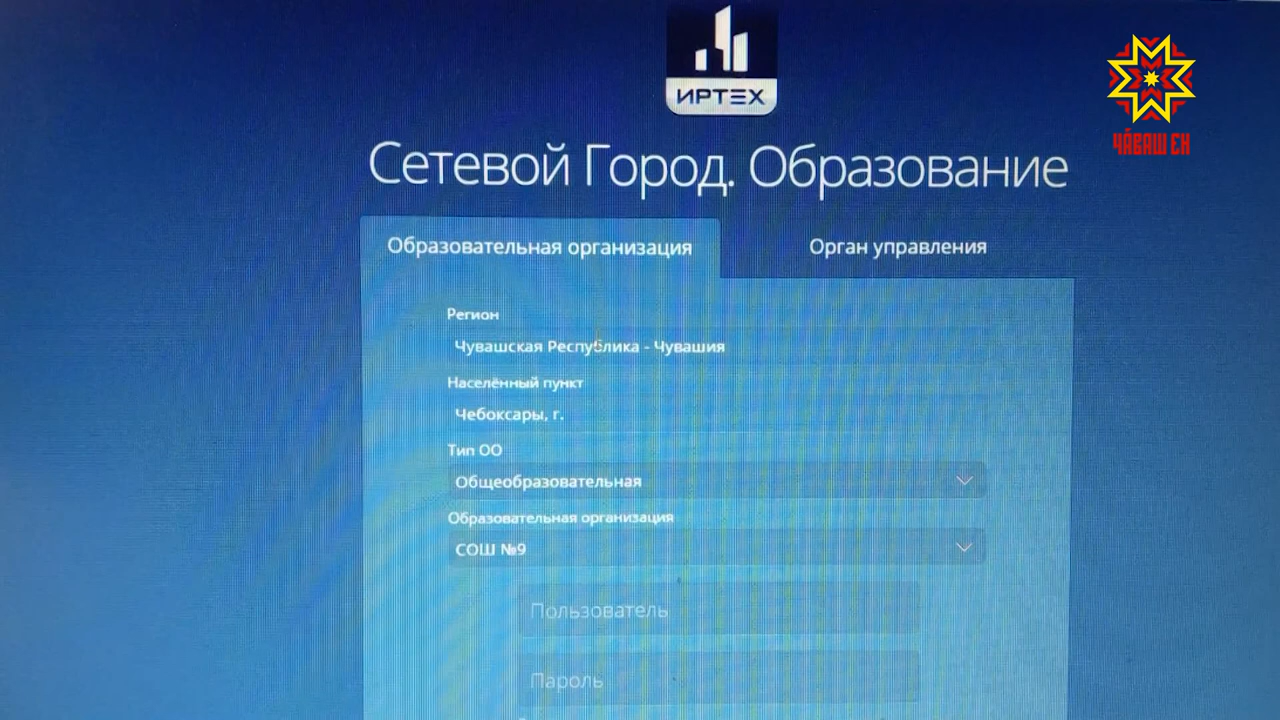 ИРТЕХ
ЧӐВАШ ЕН
Сетевой Город. Образование
Образовательная организация
Орган управления
Регион
Чувашская Республика - Чувашия
Населённый пункт
Чебоксары, г.
Тип ОО
Общеобразовательная
Образовательная организация
СОШ №9
Пользователь
Пароль